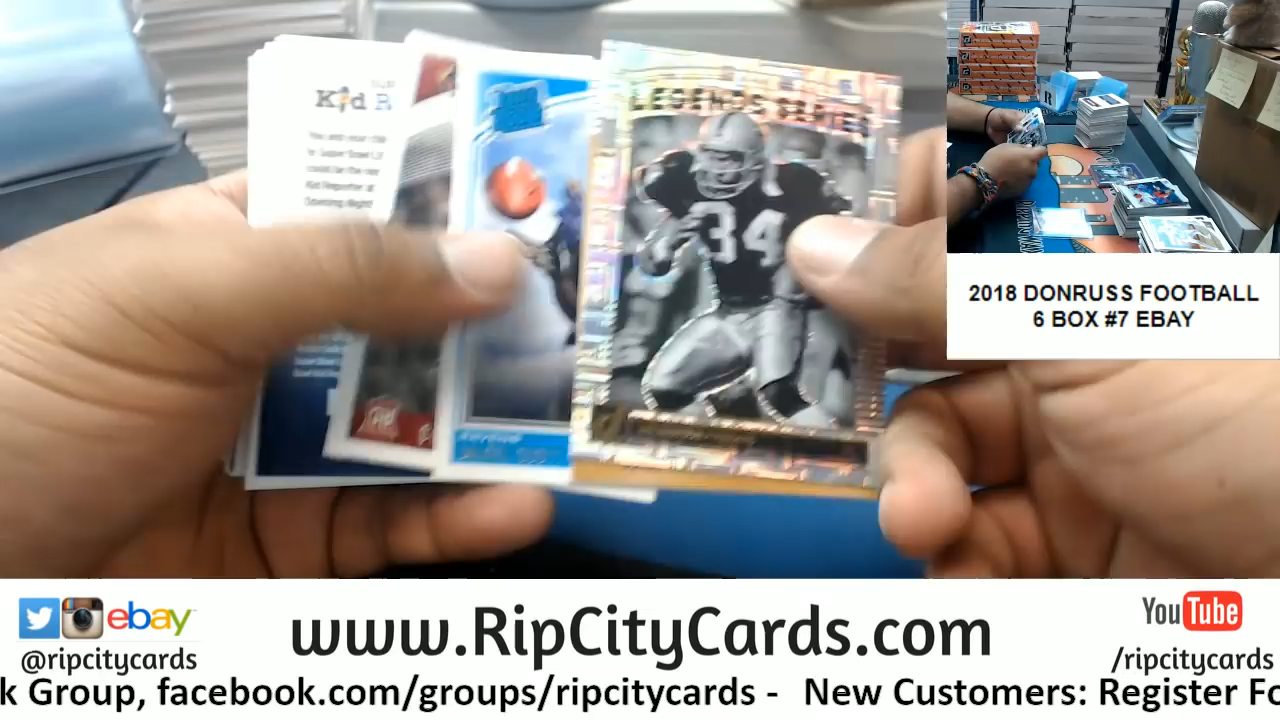 Kid R
LEGENDS
34
2018 DONRUSS FOOTBALL
6 BOX #7 EBAY
ebay
www.RipCityCards.com
YouTube
@ripcitycards
/ripcitycards
k Group, facebook.com/groups/ripcitycards - New Customers: Register Fo